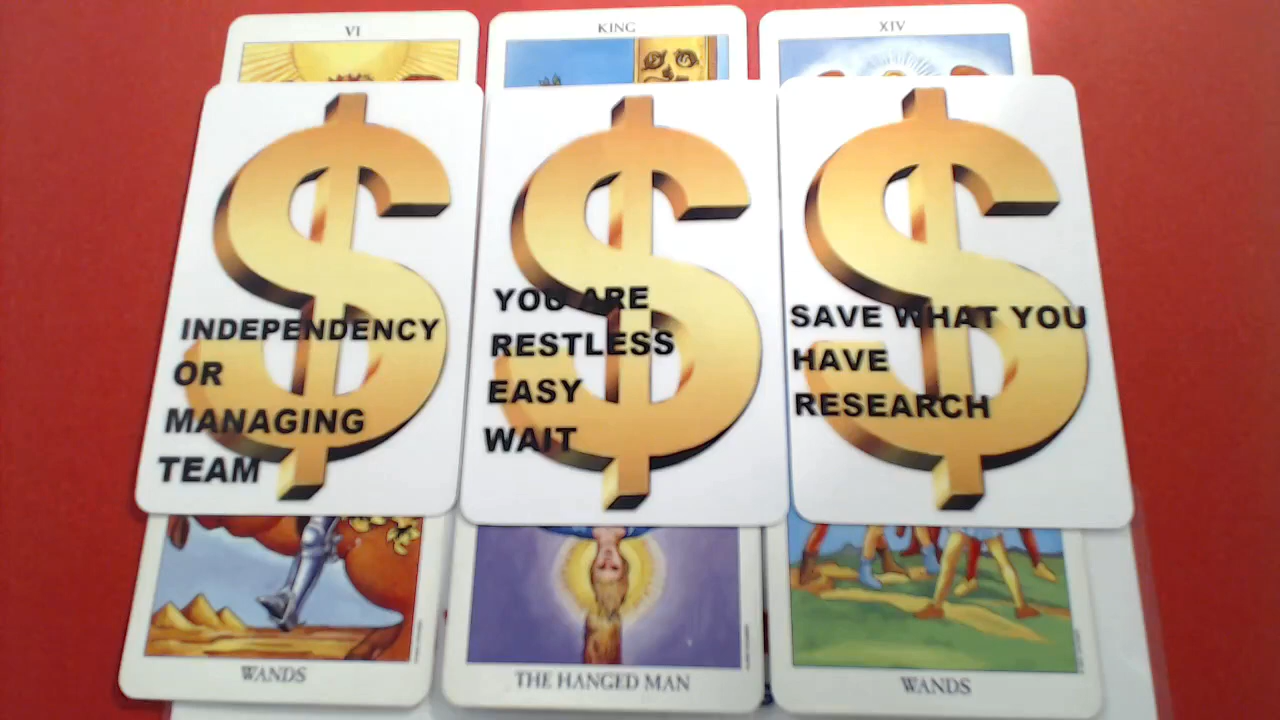 VI
KING
XIV
INDEPENDENCY
OR
MANAGING
TEAM
YOU ARE
RESTLESS
EASY
WAIT
SAVE WHAT YOU
HAVE
RESEARCH
WANDS
THE HANGED MAN
WANDS